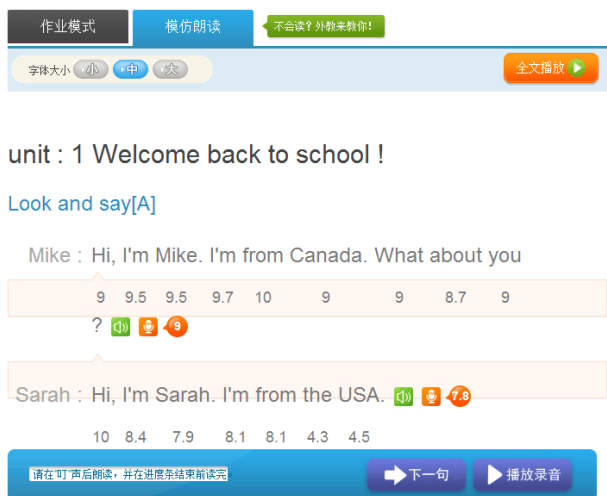 作业模式 模仿朗读 不会读?外教来教你!
字体大小 小 中 大 全文播放
unit : 1 Welcome back to school !
Look and say[A]
Mike : Hi, I'm Mike. I'm from Canada. What about you
9 9.5 9.5 9.7 10 9 9 8.7 9
? 9
Sarah : Hi, I'm Sarah. I'm from the USA. 7.8
10 8.4 7.9 8.1 8.1 4.3 4.5
请在"叮"声后朗读，并在进度条结束前读完。 下一句 播放录音